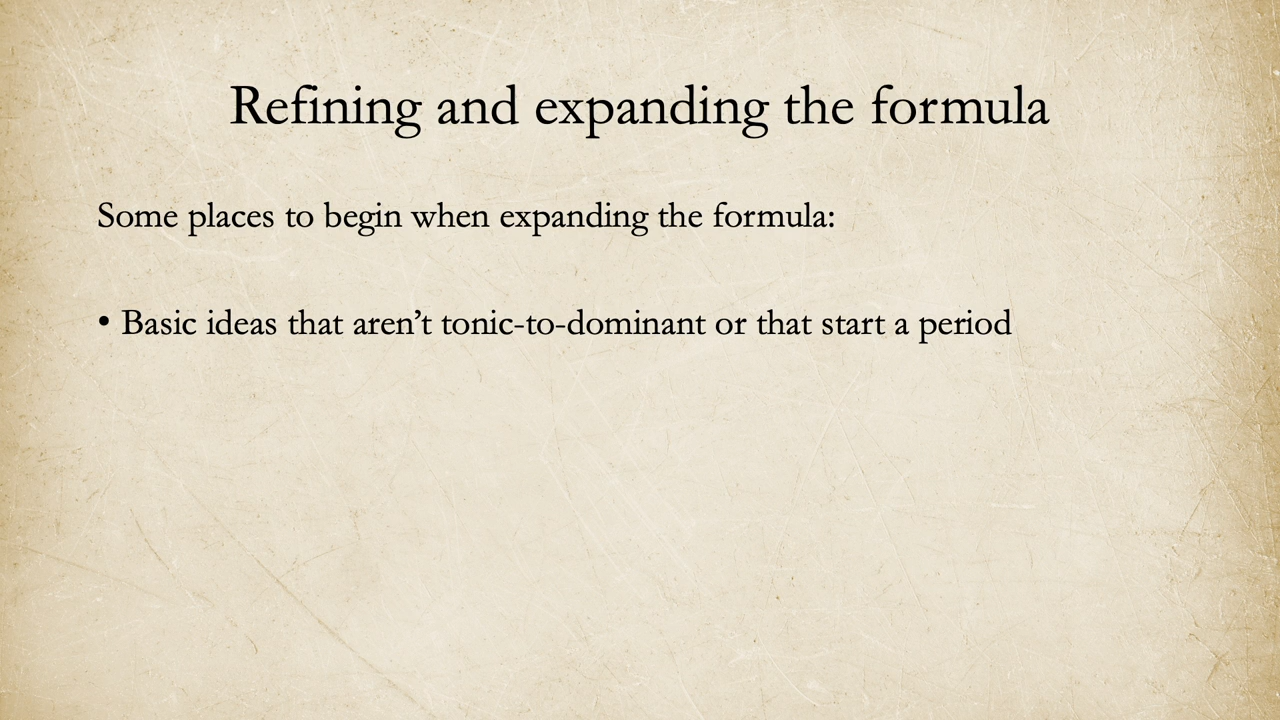 Refining and expanding the formula
Some places to begin when expanding the formula:
• Basic ideas that aren’t tonic-to-dominant or that start a period